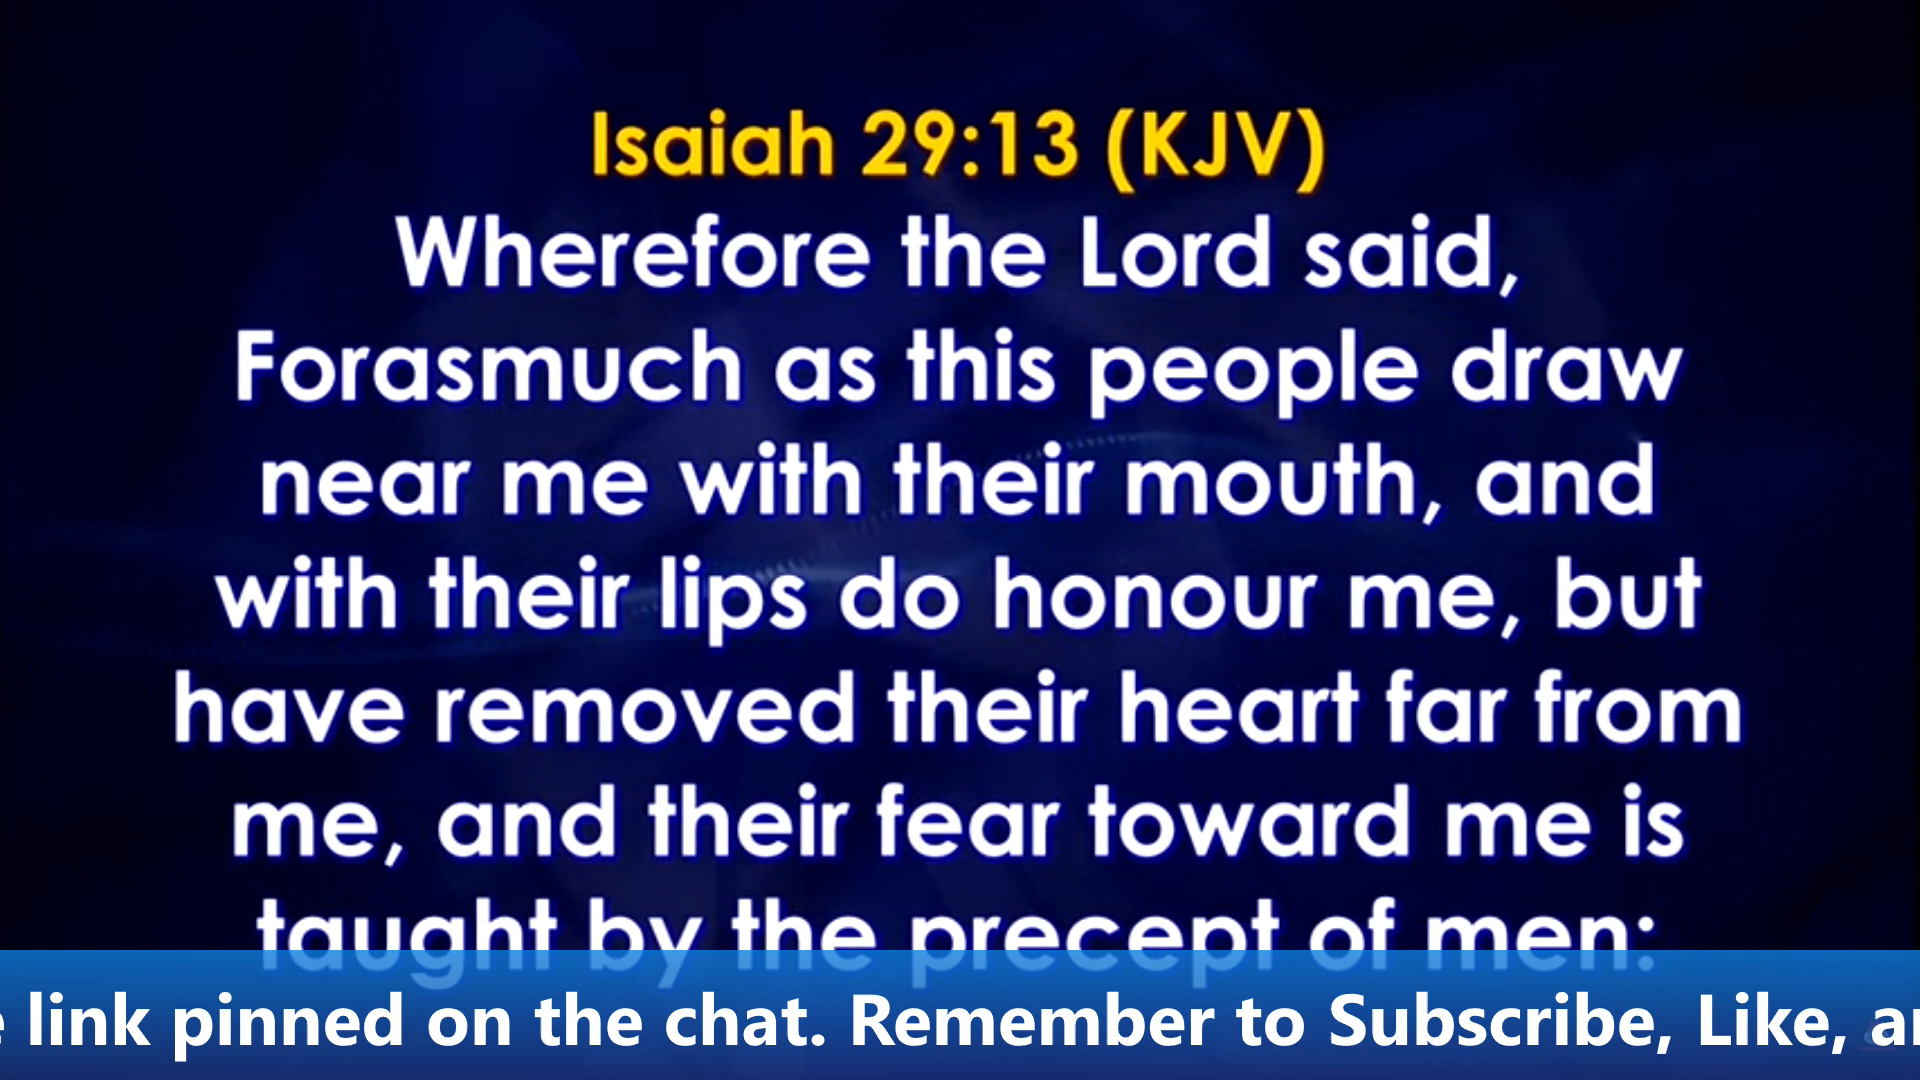 Isaiah 29:13 (KJV)
Wherefore the Lord said,
Forasmuch as this people draw
near me with their mouth, and
with their lips do honour me, but
have removed their heart far from
me, and their fear toward me is
taught by the precept of men:
link pinned on the chat. Remember to Subscribe, Like,